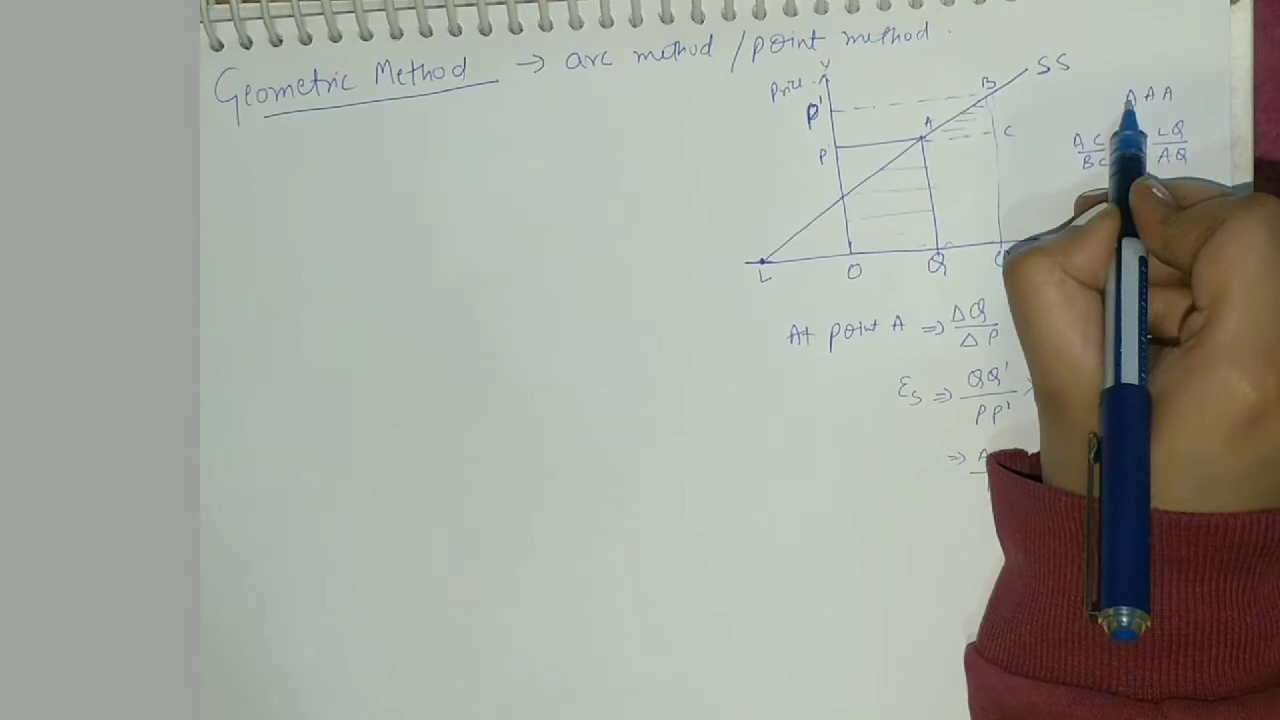 Geometric Method → arc method / point method.
Y
Price
SS
P'
B
A
P
C
AAA
AC LQ
BC AQ
L O Q
At point A ⇒ ΔQ
ΔP
Es ⇒ QQ'
PP'
⇒ A